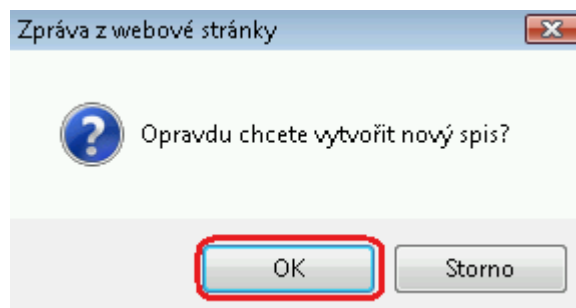 Zpráva z webové stránky
Opravdu chcete vytvořit nový spis?
OK
Storno